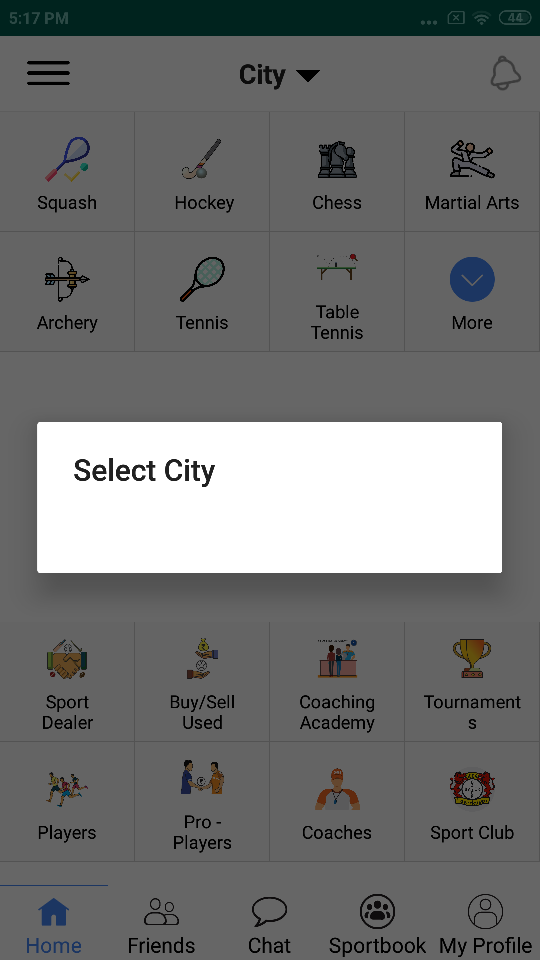 5:17 PM
44
City
Squash
Hockey
Chess
Martial Arts
Archery
Tennis
Table
Tennis
More
Select City
Sport
Dealer
Buy/Sell
Used
Coaching
Academy
Tournament
s
Players
Pro -
Players
Coaches
Sport Club
Home
Friends
Chat
Sportbook
My Profile